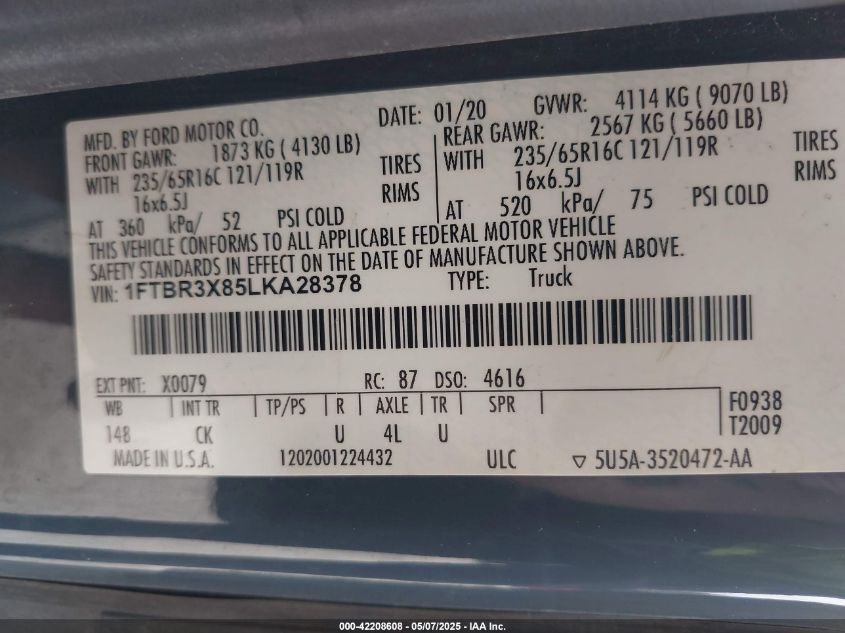 MFD. BY FORD MOTOR CO. DATE: 01/20 GVWR: 4114 KG ( 9070 LB)
FRONT GAWR: 1873 KG ( 4130 LB) REAR GAWR: 2567 KG ( 5660 LB)
WITH 235/65R16C 121/119R TIRES WITH 235/65R16C 121/119R TIRES
16x6.5J RIMS 16x6.5J RIMS
AT 360 kPa/ 52 PSI COLD AT 520 kPa/ 75 PSI COLD
THIS VEHICLE CONFORMS TO ALL APPLICABLE FEDERAL MOTOR VEHICLE
SAFETY STANDARDS IN EFFECT ON THE DATE OF MANUFACTURE SHOWN ABOVE.
VIN: 1FTBR3X85LKA28378 TYPE: Truck
EXT PNT: X0079 RC: 87 DSO: 4616
WB INT TR TP/PS R AXLE TR SPR F0938
148 CK U 4L U T2009
MADE IN U.S.A. 1202001224432 ULC ▽ 5U5A-3520472-AA
000-42208608 - 05/07/2025 - IAA Inc.